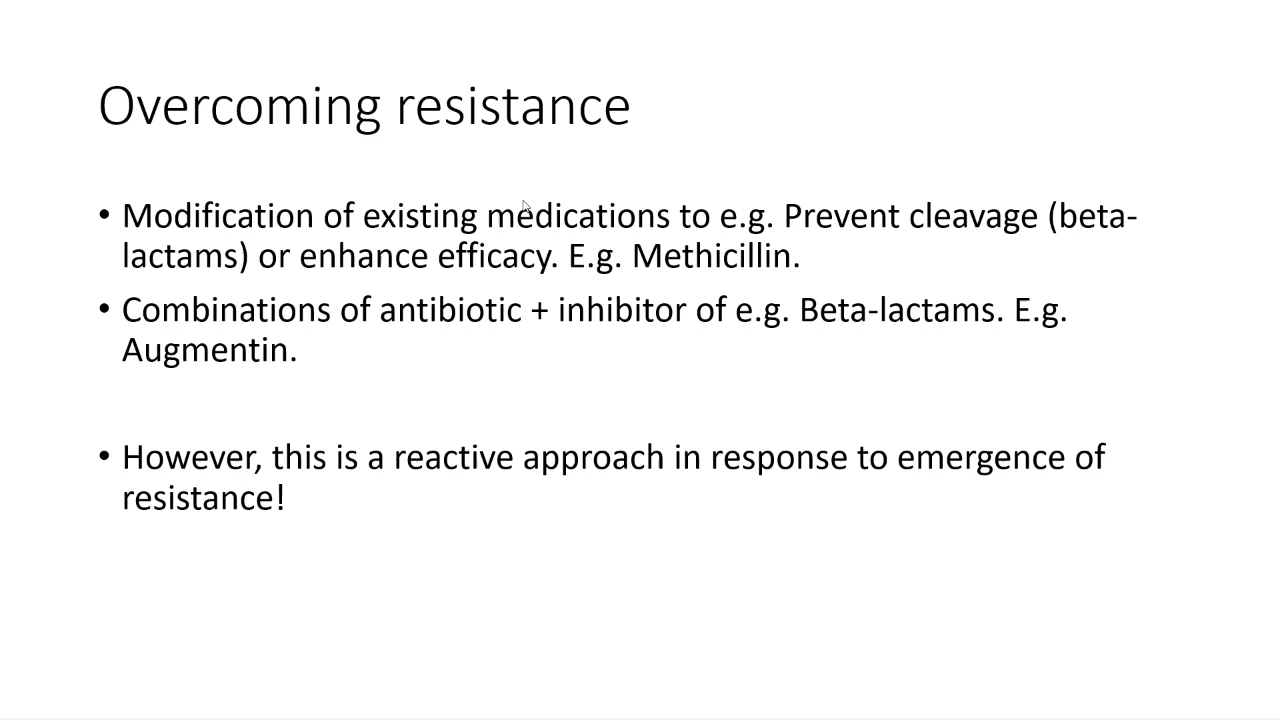 Overcoming resistance
• Modification of existing medications to e.g. Prevent cleavage (beta-
lactams) or enhance efficacy. E.g. Methicillin.
• Combinations of antibiotic + inhibitor of e.g. Beta-lactams. E.g.
Augmentin.
• However, this is a reactive approach in response to emergence of
resistance!